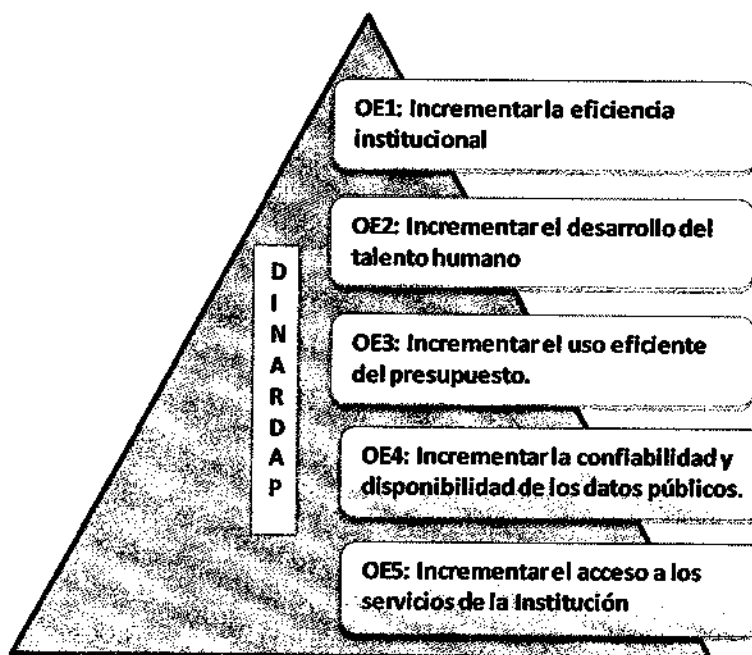 OE1: Incrementar la eficiencia
institucional
OE2: Incrementar el desarrollo del
talento humano
DINARDAP
OE3: Incrementar el uso eficiente
del presupuesto.
OE4: Incrementar la confiabilidad y
disponibilidad de los datos públicos.
OE5: Incrementar el acceso a los
servicios de la Institución